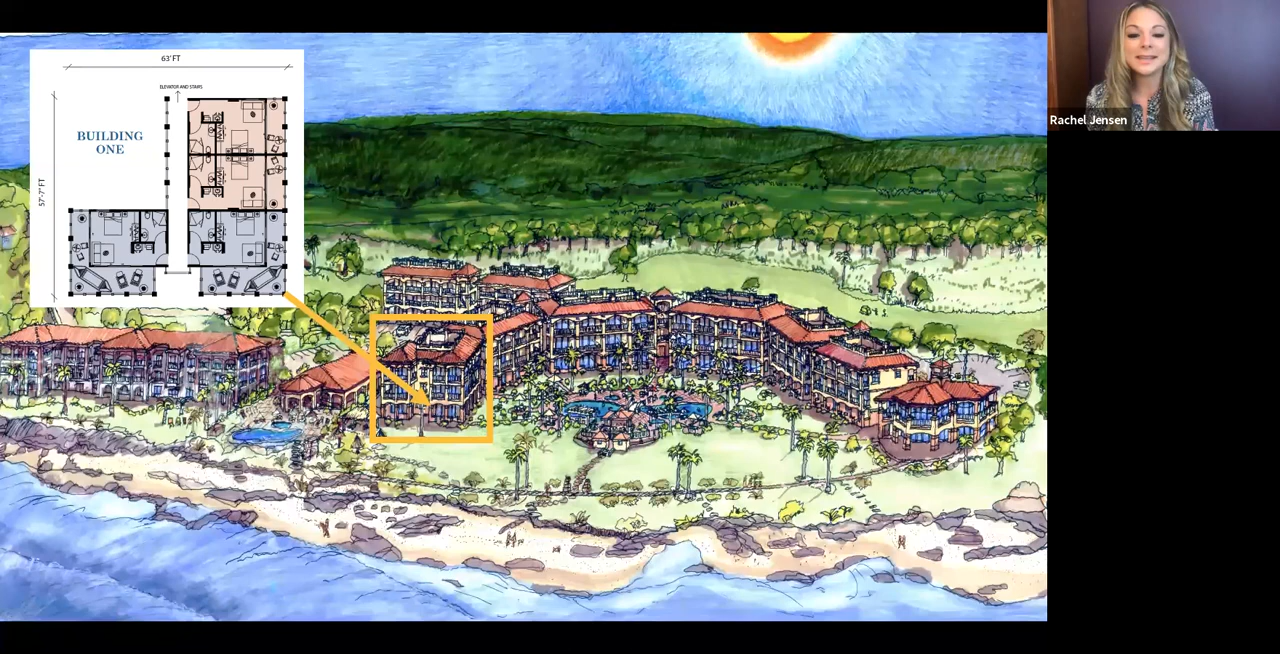 63' FT
ELEVATOR AND STAIRS
BUILDING
ONE
57'-7" FT
Rachel Jensen